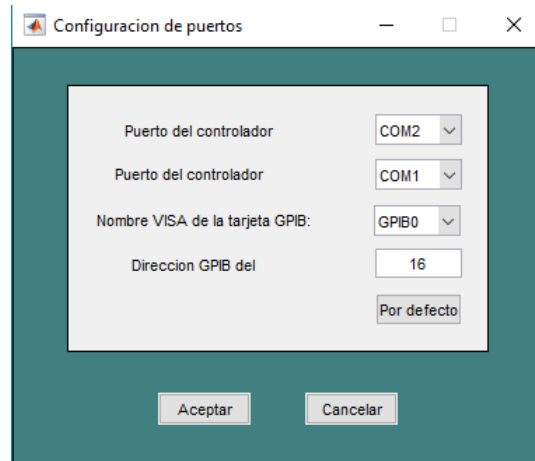 Configuracion de puertos
Puerto del controlador COM2
Puerto del controlador COM1
Nombre VISA de la tarjeta GPIB: GPIB0
Direccion GPIB del 16
Por defecto
Aceptar Cancelar